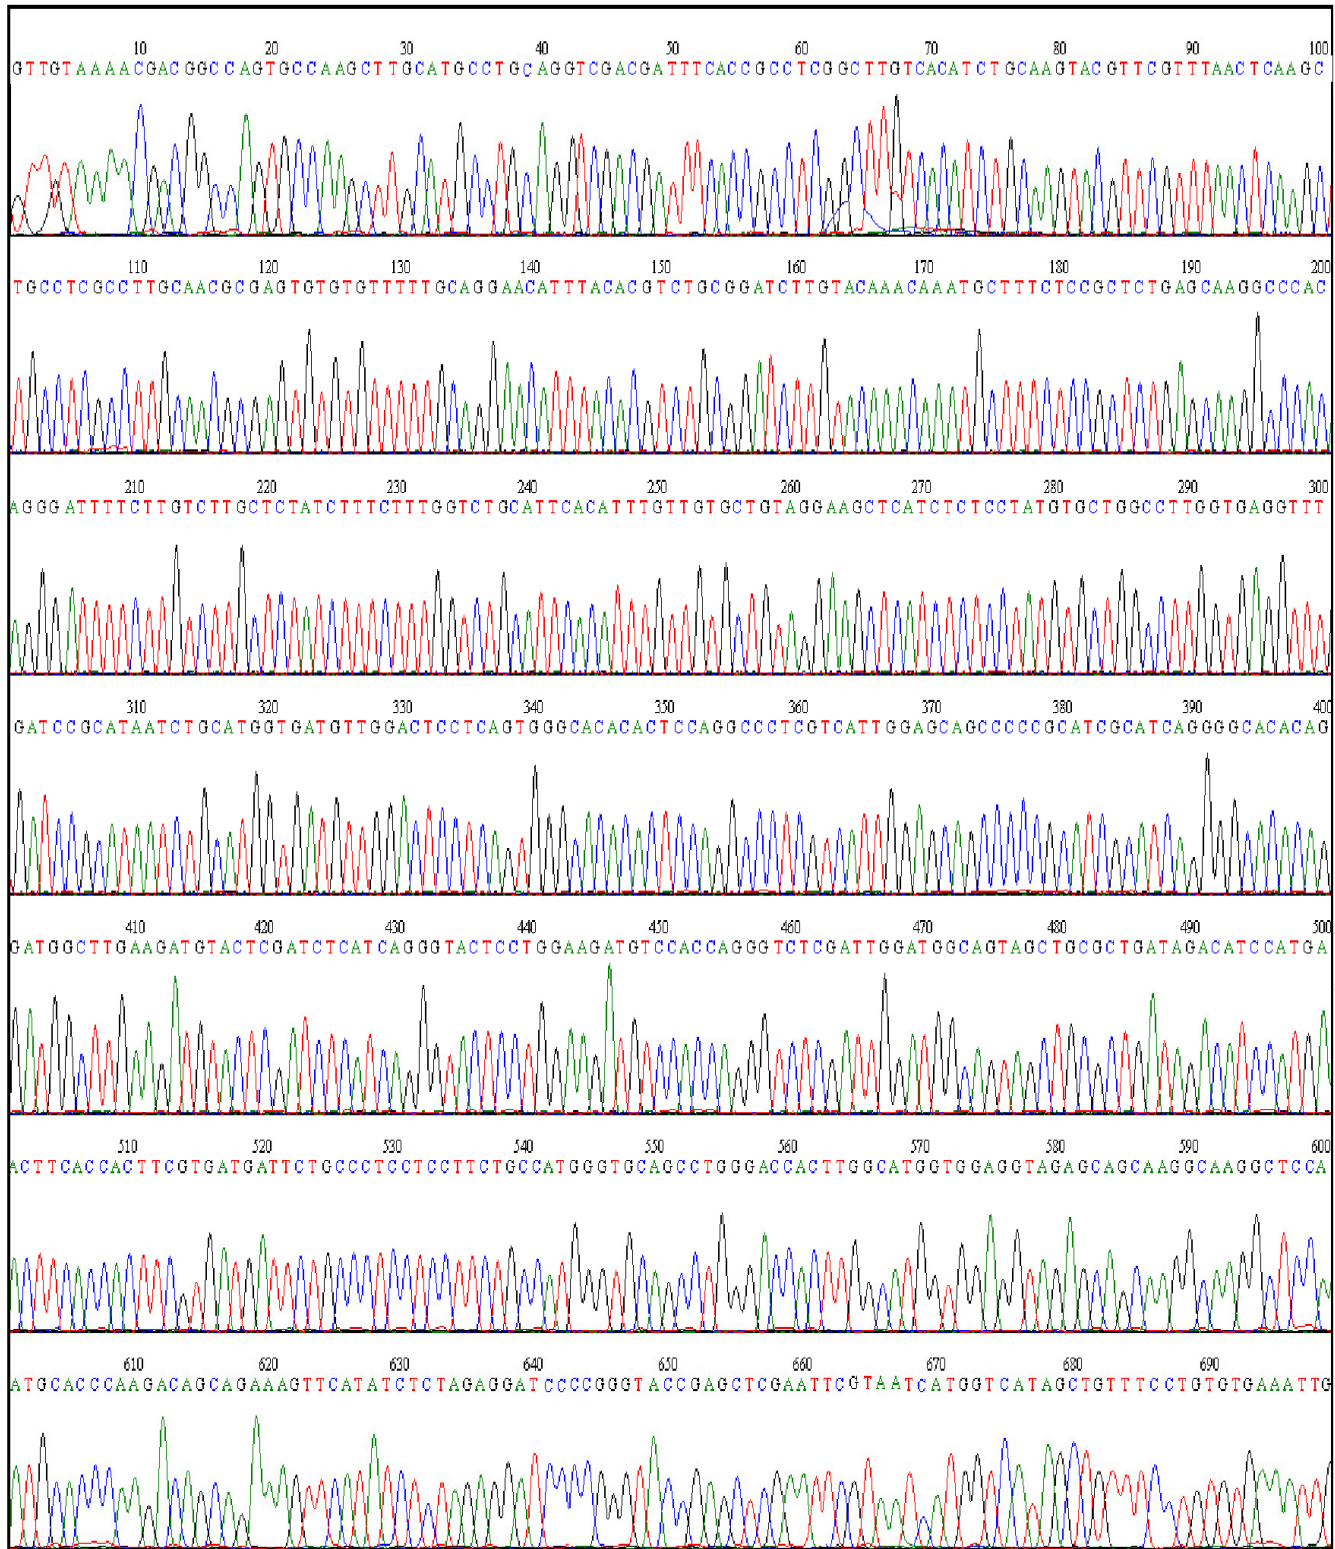 10 20 30 40 50 60 70 80 90 100
GTTGTAAAACGACGGCCAGTGCCAAGCTTGCATGCCTGCAGGTCGACGATTTCACCGCCTCGGCTTGTCACATCTGCAAGTACGTTCGTTTAACTCAAGC
110 120 130 140 150 160 170 180 190 200
TGCCTCGCCTTGCAACGCGAGTGTGTGTTTTTGCAGGAACATTTACACGTCTGCGGATCTTGTACAAACAAATGCTTTCTCCGCTCTGAGCAAGGCCCAC
210 220 230 240 250 260 270 280 290 300
AGGGATTTTCTTGTCTTGCTCTATCTTTCTTTGGTCTGCATTCACATTTGTTGTGCTGTAGGAAGCTCATCTCTCCTATGTGCTGGCCTTGGTGAGGTTT
310 320 330 340 350 360 370 380 390 400
GATCCGCATAATCTGCATGGTGATGTTGGACTCCTCAGTGGGCACACACTCCAGGCCCTCGTCATTGGAGCAGCCCCCGCATCGCATCAGGGGCACACAG
410 420 430 440 450 460 470 480 490 500
GATGGCTTGAAGATGTACTCGATCTCATCAGGGTACTCCTGGAAGATGTCCACCAGGGTCTCGATTGGATGGCAGTAGCTGCGCTGATAGACATCCATGA
510 520 530 540 550 560 570 580 590 600
ACTTCACCACTTCGTGATGATTCTGCCCTCCTCCTTCTGCCATGGGTGCAGCCTGGGACCACTTGGCATGGTGGAGGTAGAGCAGCAAGGCAAGGCTCCA
610 620 630 640 650 660 670 680 690
ATGCACCCAAGACAGCAGAAAGTTCATATCTCTAGAGGATCCCCGGGTACCGAGCTCGAATTCGTAATCATGGTCATAGCTGTTTCCTGTGTGAAATTG